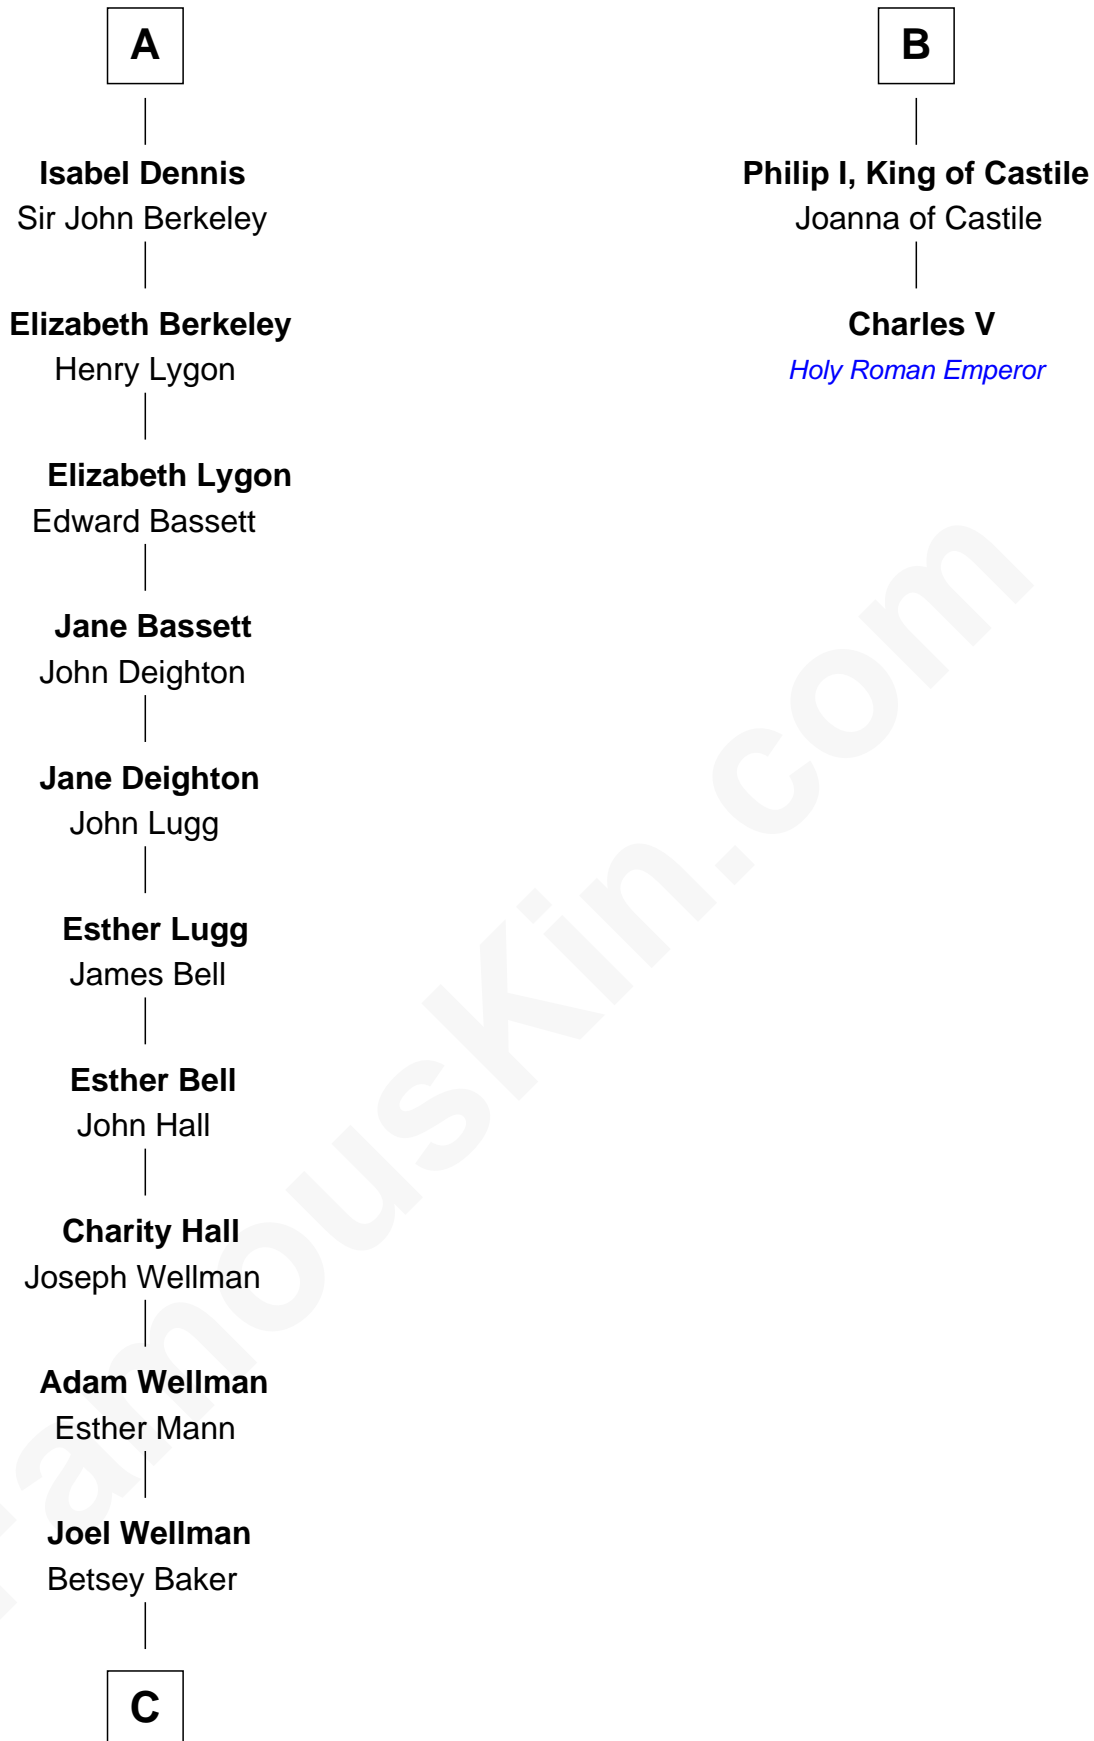 A
Isabel Dennis
Sir John Berkeley
Elizabeth Berkeley
Henry Lygon
Elizabeth Lygon
Edward Bassett
Jane Bassett
John Deighton
Jane Deighton
John Lugg
Esther Lugg
James Bell
Esther Bell
John Hall
Charity Hall
Joseph Wellman
Adam Wellman
Esther Mann
Joel Wellman
Betsey Baker
C
B
Philip I, King of Castile
Joanna of Castile
Charles V
Holy Roman Emperor
FamousKin.com